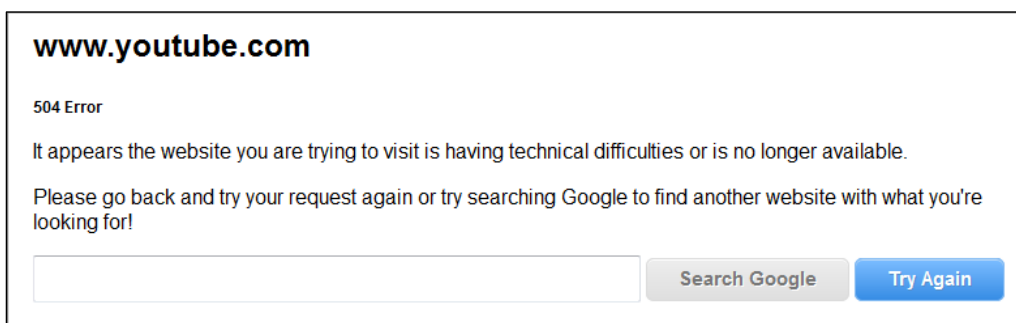 www.youtube.com
504 Error
It appears the website you are trying to visit is having technical difficulties or is no longer available.
Please go back and try your request again or try searching Google to find another website with what you're
looking for!
Search Google Try Again